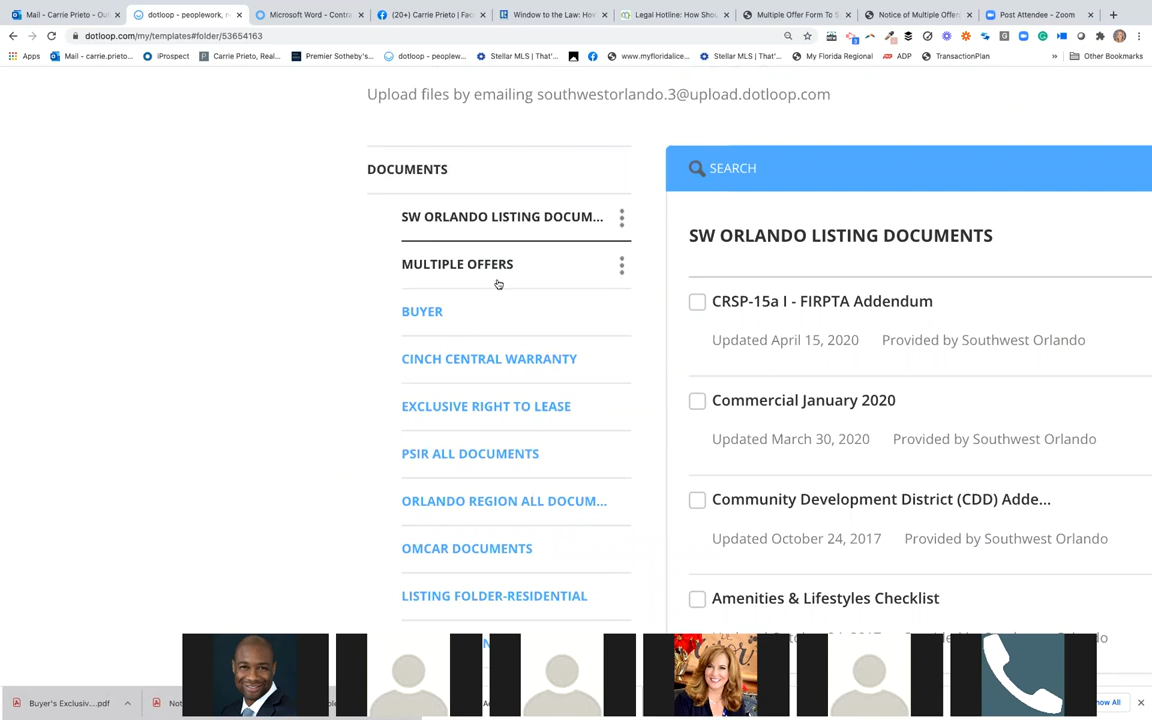 Mail - Carrie Prieto - Out
dotloop - peoplework, n
Microsoft Word - Contra
(20+) Carrie Prieto | Fac
Window to the Law: Ho
Legal Hotline: How Shou
Multiple Offer Form To S
Notice of Multiple Offer
Post Attendee - Zoom
dotloop.com/my/templates#folder/53654163
Apps
Mail - carrie.prieto...
iProspect
Carrie Prieto, Real...
Premier Sotheby's...
dotloop - peoplew...
Stellar MLS | That'...
www.myfloridalice...
Stellar MLS | That'...
My Florida Regional
ADP
TransactionPlan
Other Bookmarks
Upload files by emailing southwestorlando.3@upload.dotloop.com
DOCUMENTS
SW ORLANDO LISTING DOCUM...
MULTIPLE OFFERS
BUYER
CINCH CENTRAL WARRANTY
EXCLUSIVE RIGHT TO LEASE
PSIR ALL DOCUMENTS
ORLANDO REGION ALL DOCUM...
OMCAR DOCUMENTS
LISTING FOLDER-RESIDENTIAL
SEARCH
SW ORLANDO LISTING DOCUMENTS
CRSP-15a I - FIRPTA Addendum
Updated April 15, 2020 Provided by Southwest Orlando
Commercial January 2020
Updated March 30, 2020 Provided by Southwest Orlando
Community Development District (CDD) Adde...
Updated October 24, 2017 Provided by Southwest Orlando
Amenities & Lifestyles Checklist
Buyer's Exclusiv....pdf